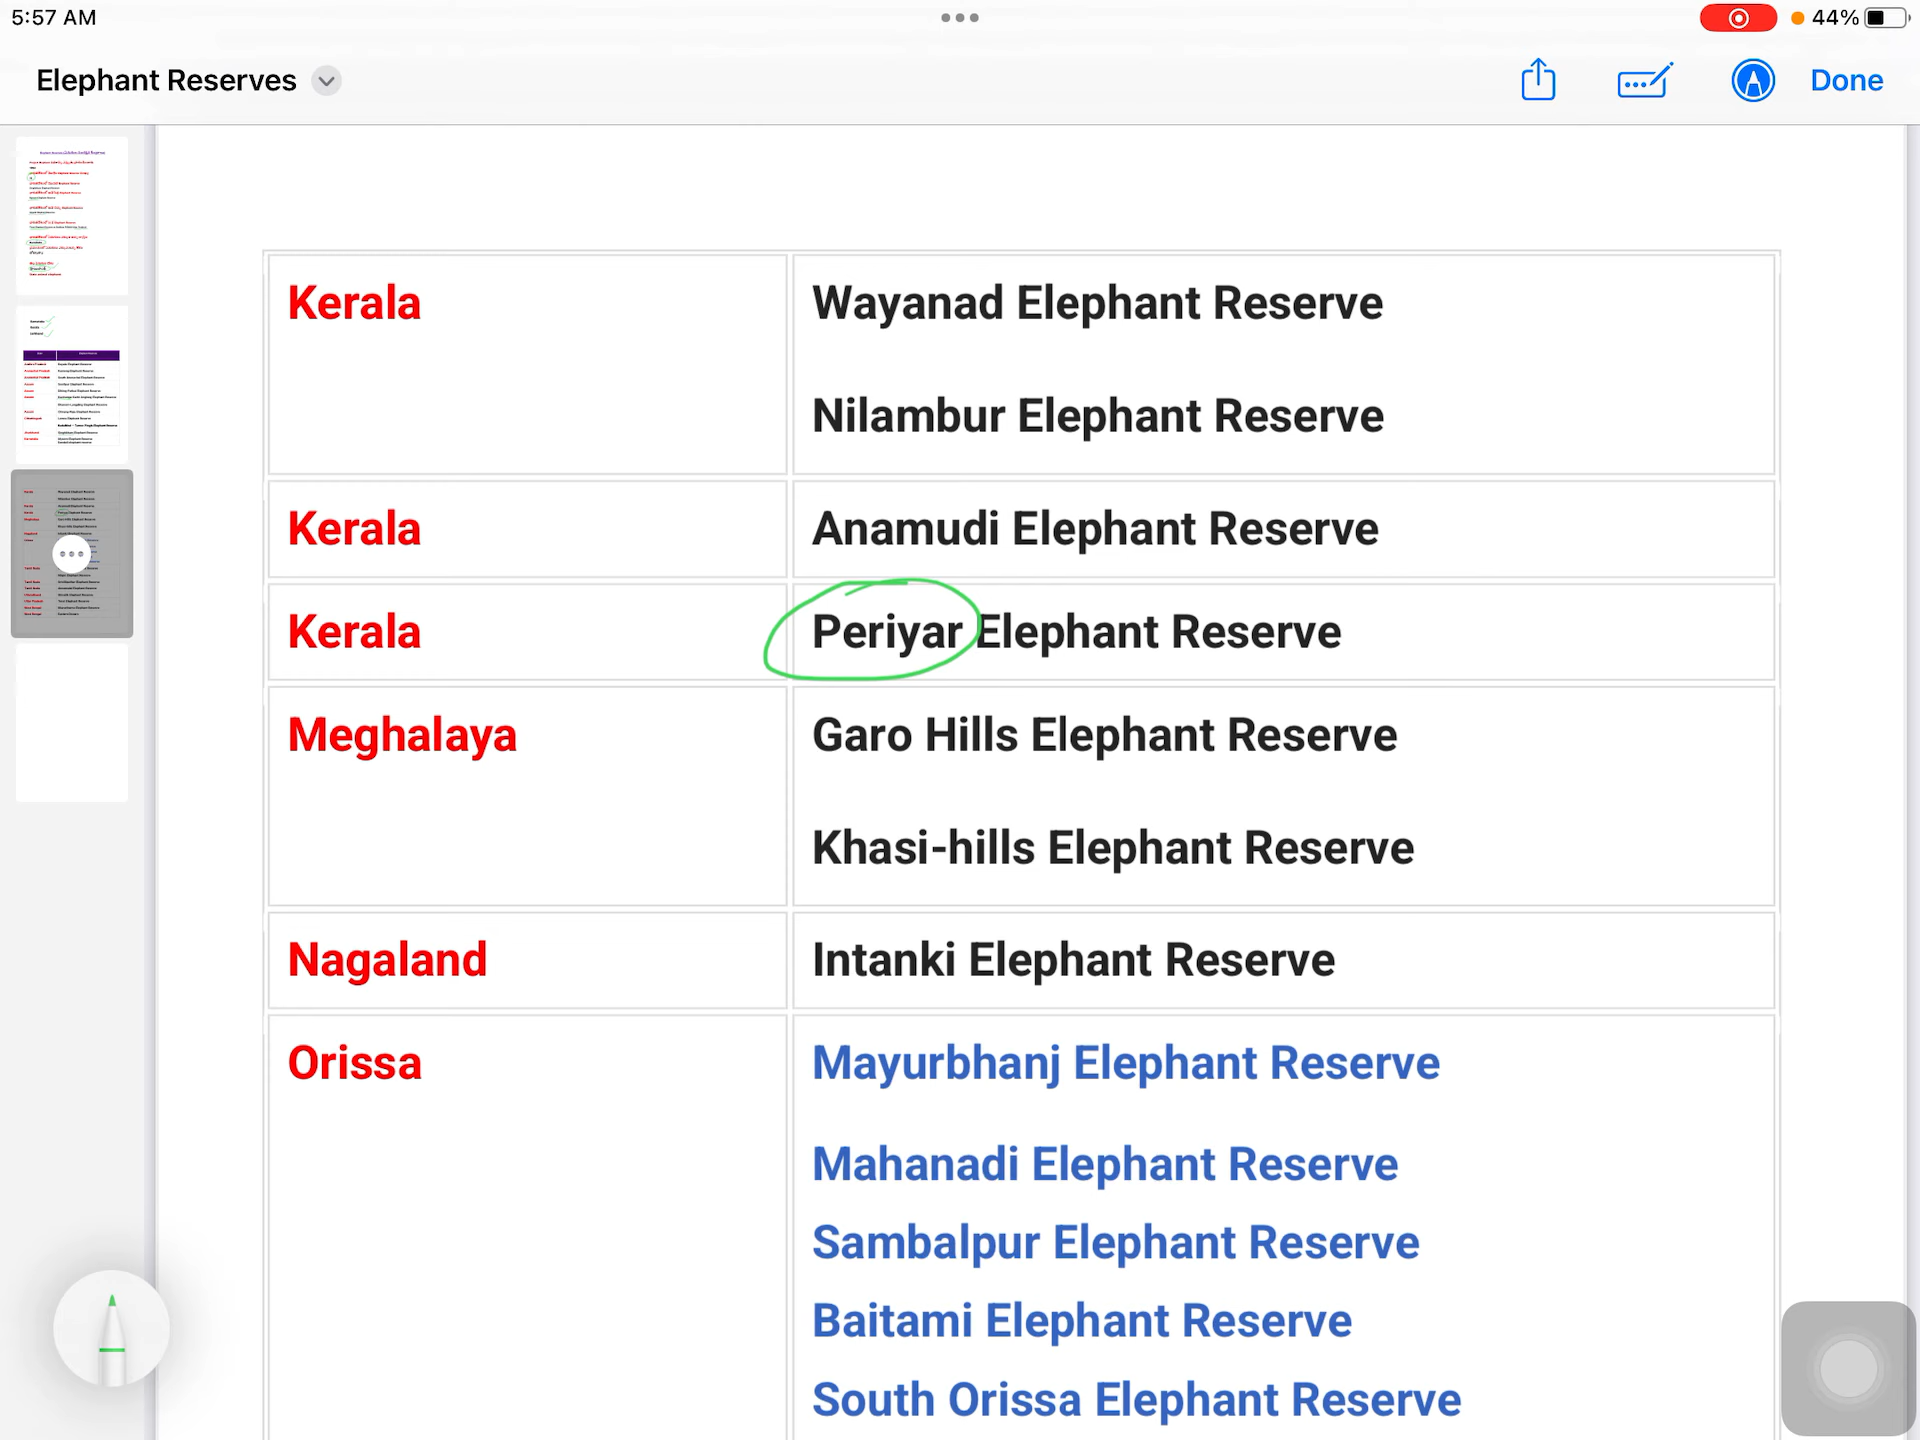 5:57 AM
44%
Elephant Reserves
Done
Kerala
Wayanad Elephant Reserve
Nilambur Elephant Reserve
Kerala
Anamudi Elephant Reserve
Kerala
Periyar Elephant Reserve
Meghalaya
Garo Hills Elephant Reserve
Khasi-hills Elephant Reserve
Nagaland
Intanki Elephant Reserve
Orissa
Mayurbhanj Elephant Reserve
Mahanadi Elephant Reserve
Sambalpur Elephant Reserve
Baitami Elephant Reserve
South Orissa Elephant Reserve